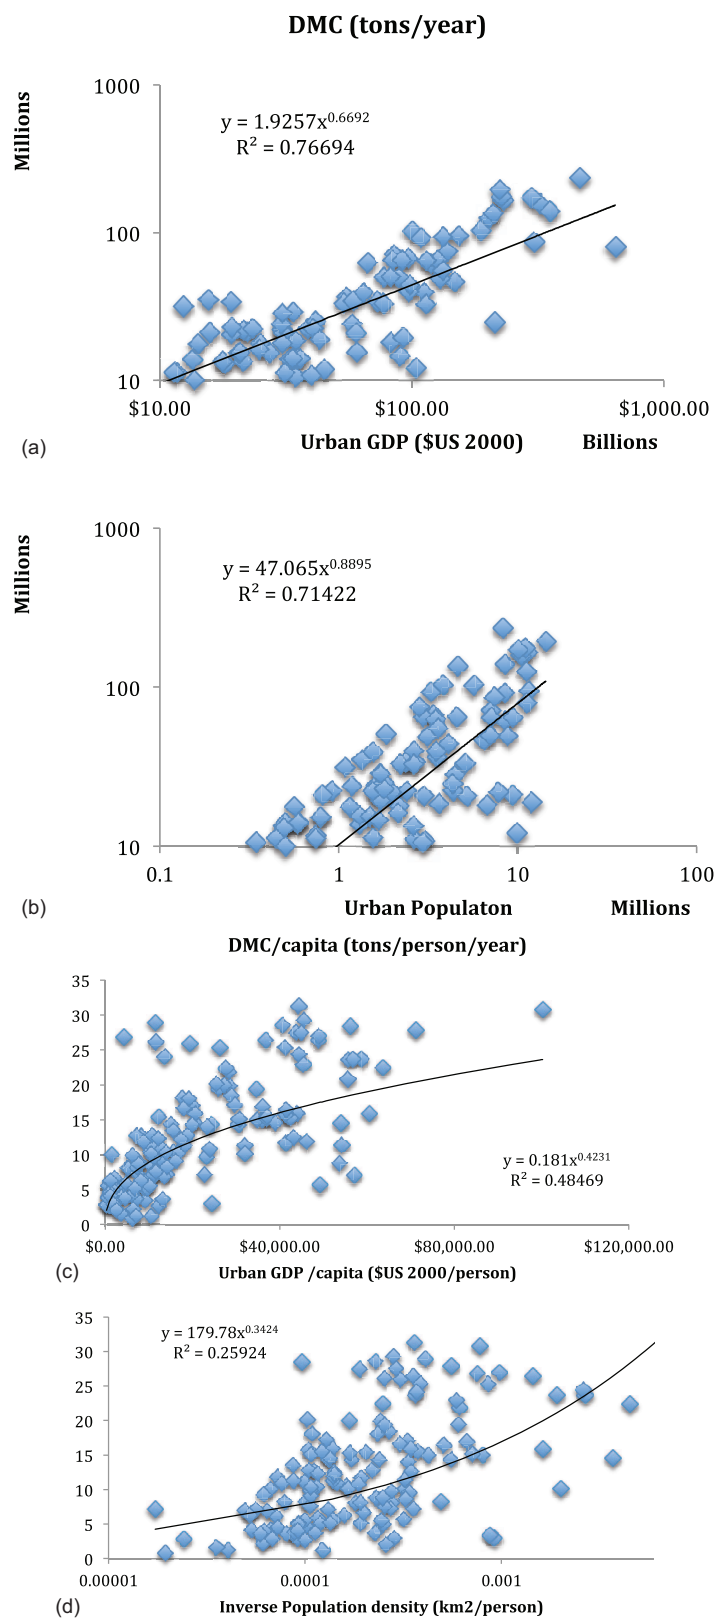 DMC (tons/year)
Millions
1000
100
10
y = 1.9257x^0.6692
R² = 0.76694
$10.00 $100.00 $1,000.00
(a) Urban GDP ($US 2000) Billions
Millions
1000
100
10
y = 47.065x^0.8895
R² = 0.71422
0.1 1 10 100
(b) Urban Populaton Millions
DMC/capita (tons/person/year)
35
30
25
20
15
10
5
0
y = 0.181x^0.4231
R² = 0.48469
$0.00 $40,000.00 $80,000.00 $120,000.00
(c) Urban GDP /capita ($US 2000/person)
35
30
25
20
15
10
5
0
y = 179.78x^0.3424
R² = 0.25924
0.00001 0.0001 0.001
(d) Inverse Population density (km2/person)